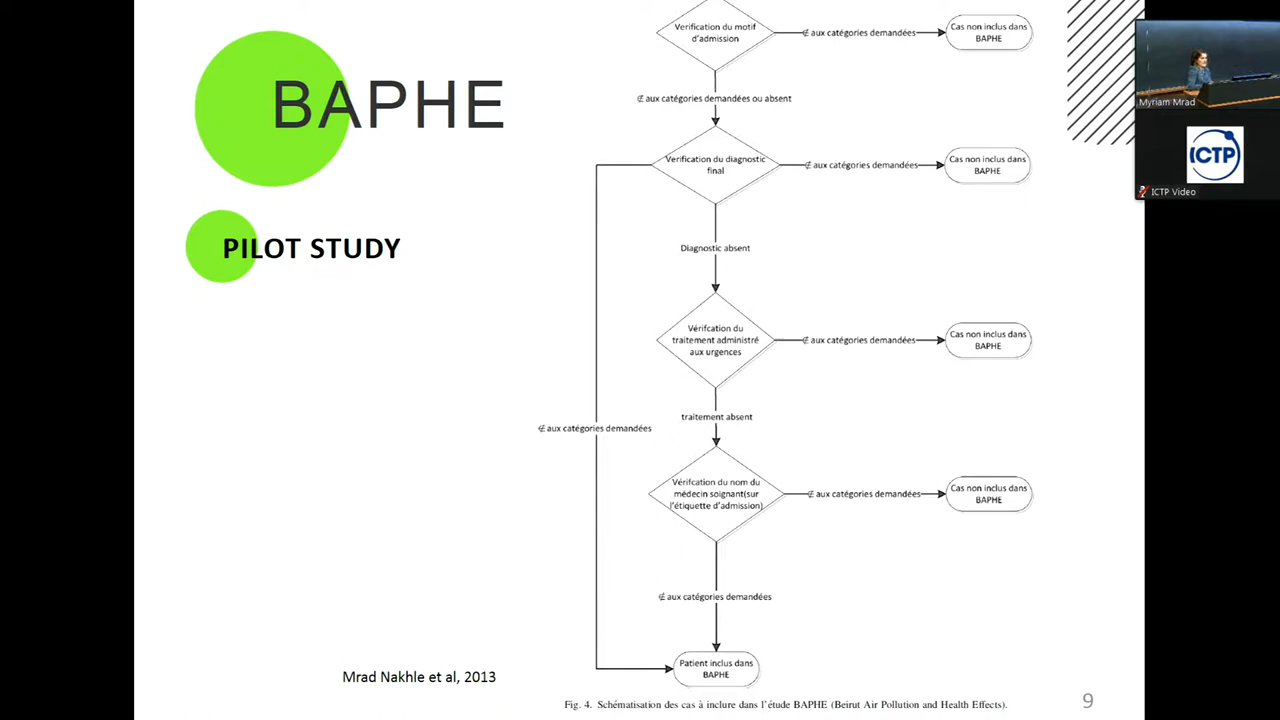 BAPHE
PILOT STUDY
Vérification du motif
d'admission
∉ aux catégories demandées
Cas non inclus dans
BAPHE
∉ aux catégories demandées ou absent
Vérification du diagnostic
final
∉ aux catégories demandées
Cas non inclus dans
BAPHE
Diagnostic absent
Vérifcation du
traitement administré
aux urgences
∉ aux catégories demandées
Cas non inclus dans
BAPHE
∉ aux catégories demandées
traitement absent
Vérifcation du nom du
médecin soignant(sur
l'étiquette d'admission)
∉ aux catégories demandées
Cas non inclus dans
BAPHE
∉ aux catégories demandées
Patient inclus dans
BAPHE
Mrad Nakhle et al, 2013
Fig. 4. Schématisation des cas à inclure dans l'étude BAPHE (Beirut Air Pollution and Health Effects).
9
Myriam Mrad
ICTP
ICTP Video